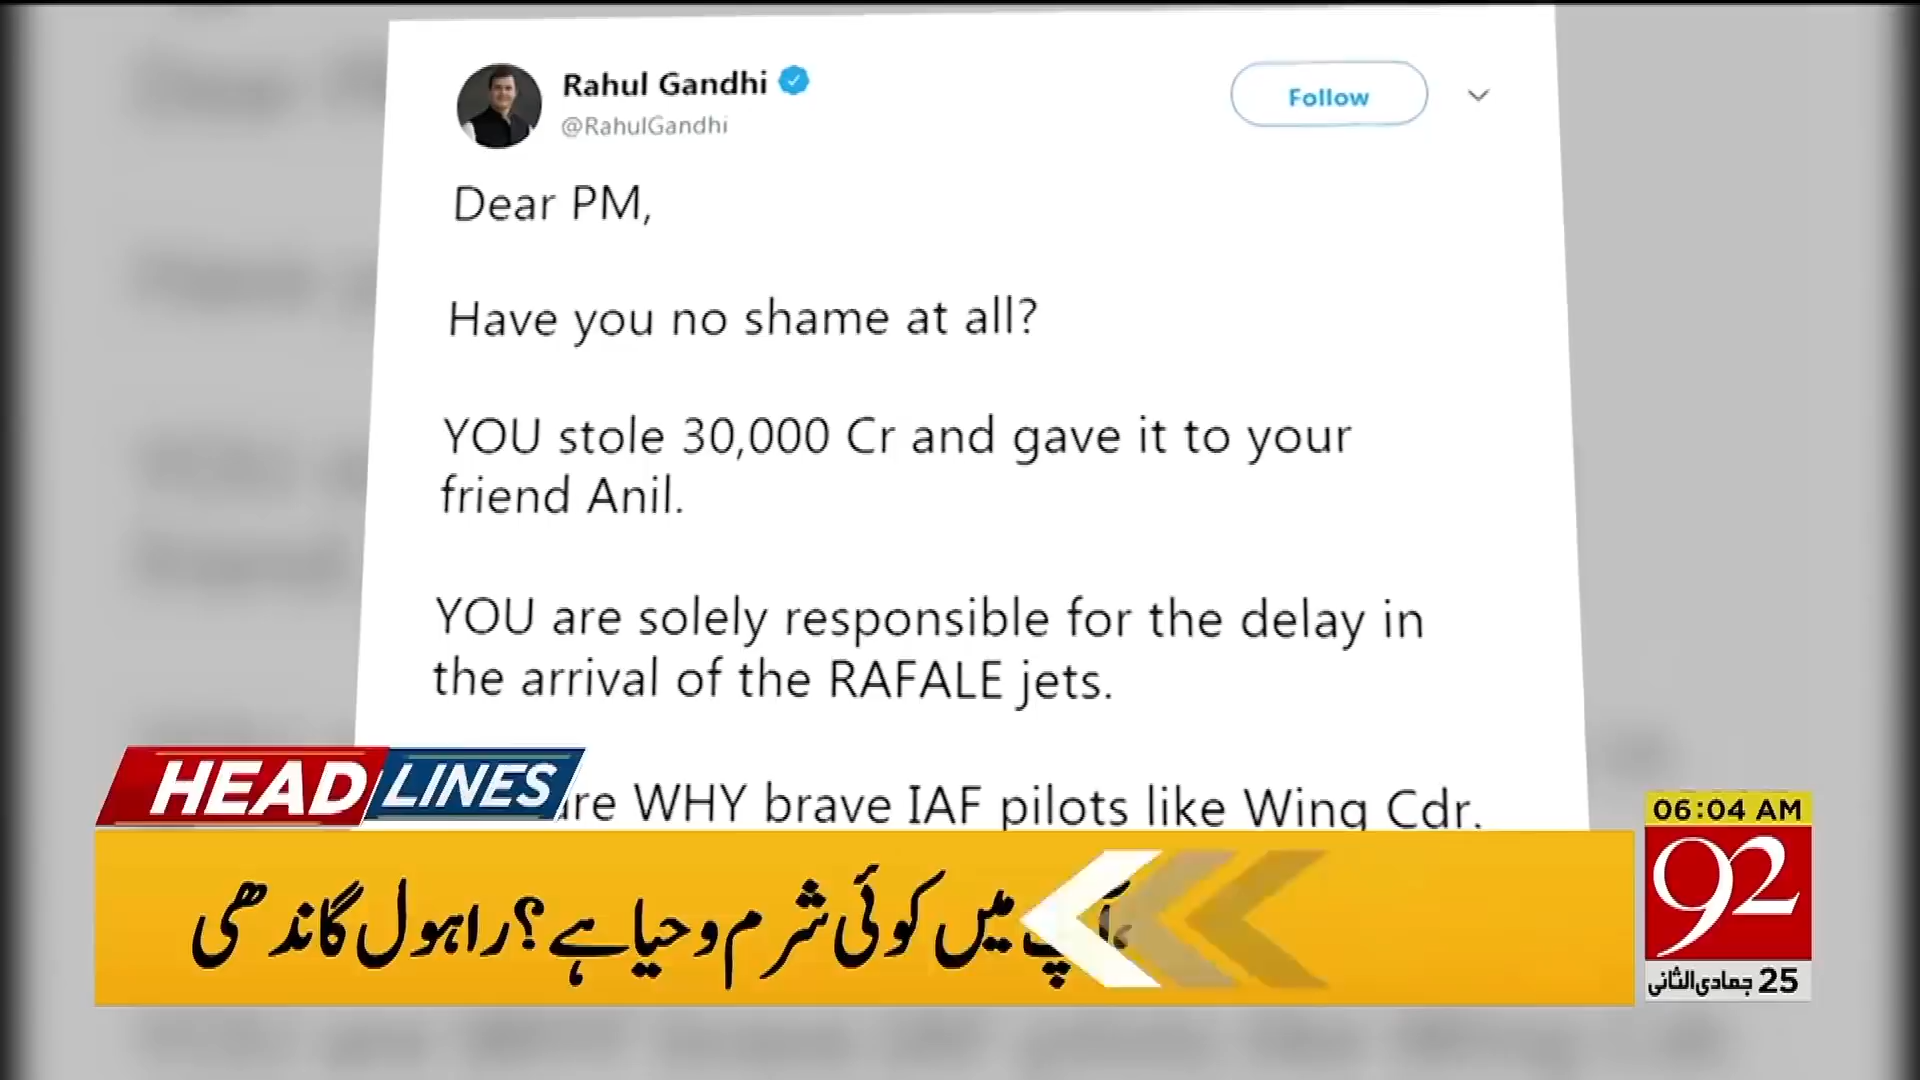 Rahul Gandhi
@RahulGandhi
Follow
Dear PM,
Have you no shame at all?
YOU stole 30,000 Cr and gave it to your
friend Anil.
YOU are solely responsible for the delay in
the arrival of the RAFALE jets.
are WHY brave IAF pilots like Wing Cdr.
HEADLINES
میں کوئی شرم و حیا ہے؟ راہول گاندھی
06:04 AM
92
25 جمادی الثانی